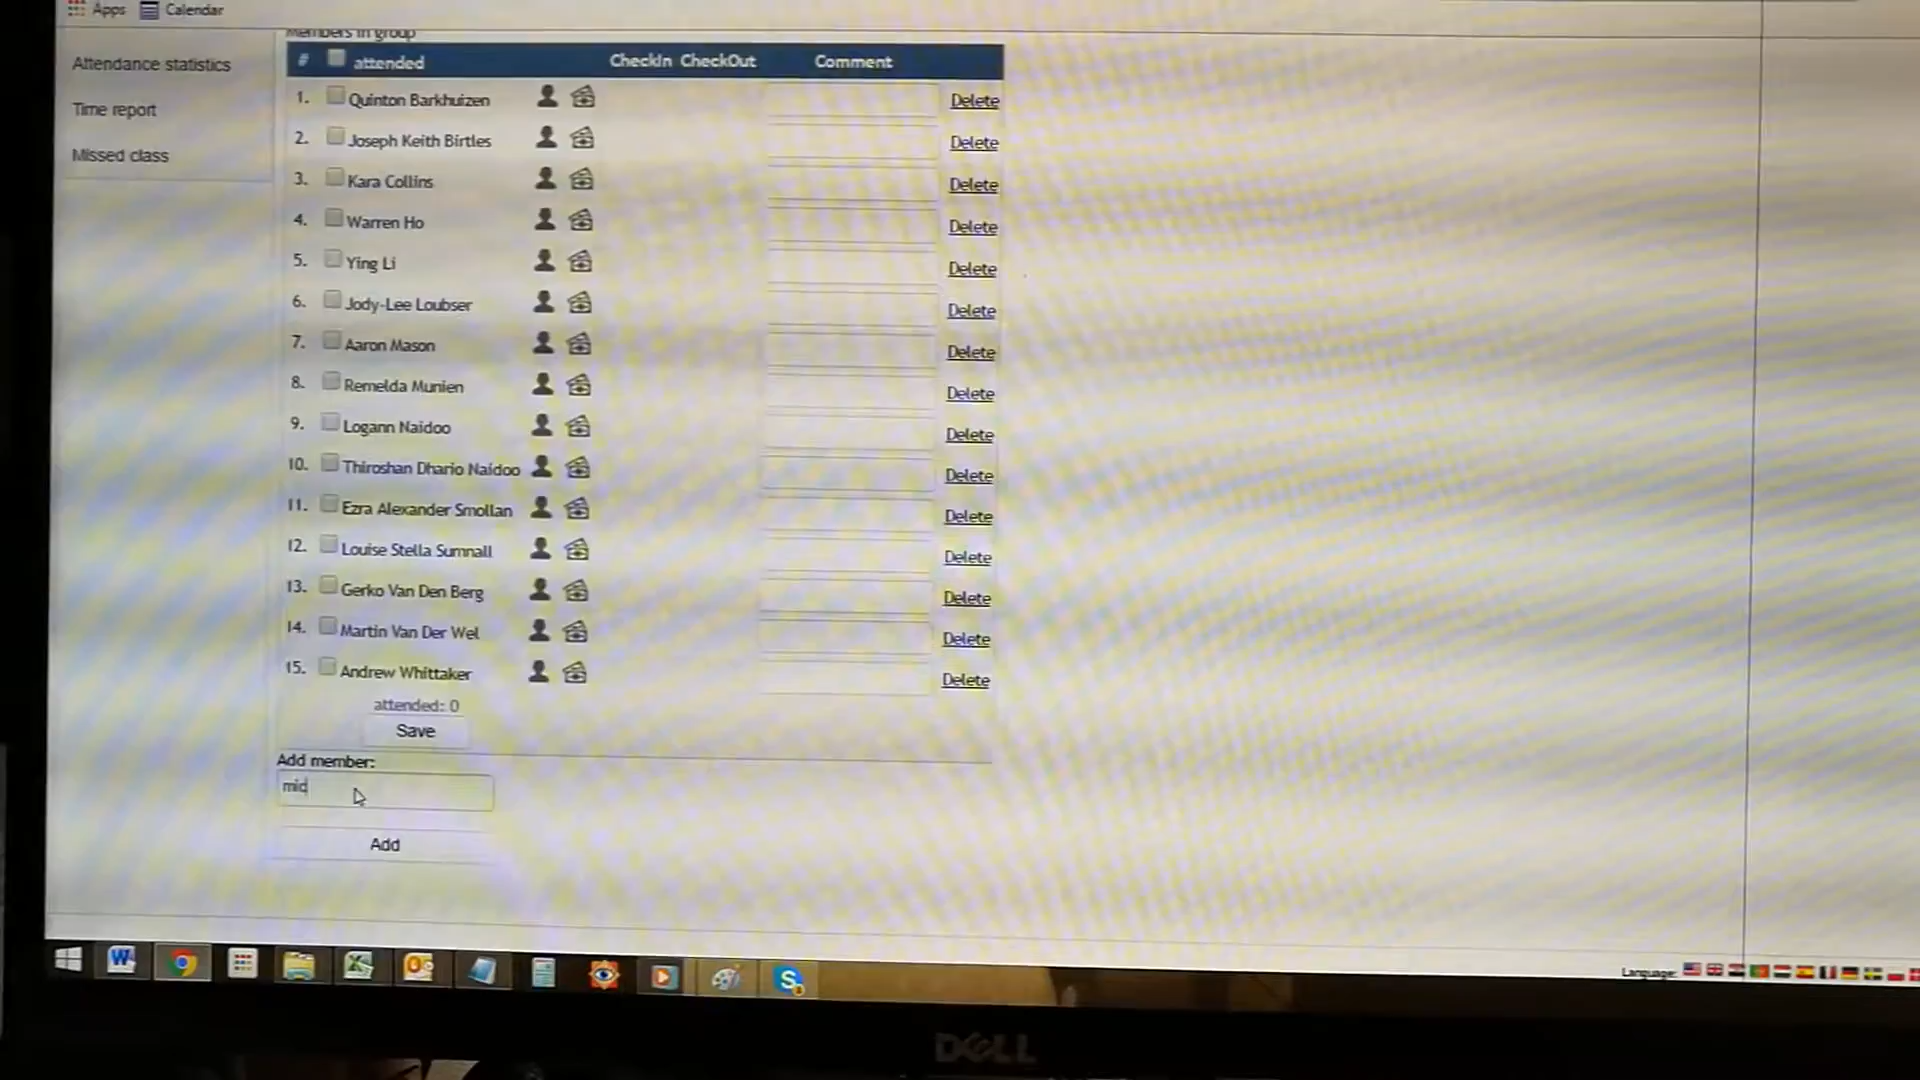 Apps Calendar
Members in group
Attendance statistics
Time report
Missed class
# attended CheckIn CheckOut Comment
1. Quinton Barkhuizen Delete
2. Joseph Keith Birtles Delete
3. Kara Collins Delete
4. Warren Ho Delete
5. Ying Li Delete
6. Jody-Lee Loubser Delete
7. Aaron Mason Delete
8. Remelda Munien Delete
9. Logann Naidoo Delete
10. Thiroshan Dhario Naidoo Delete
11. Ezra Alexander Smollan Delete
12. Louise Stella Sumnall Delete
13. Gerko Van Den Berg Delete
14. Martin Van Der Wel Delete
15. Andrew Whittaker Delete
attended: 0
Save
Add member:
mic
Add
Language:
DELL